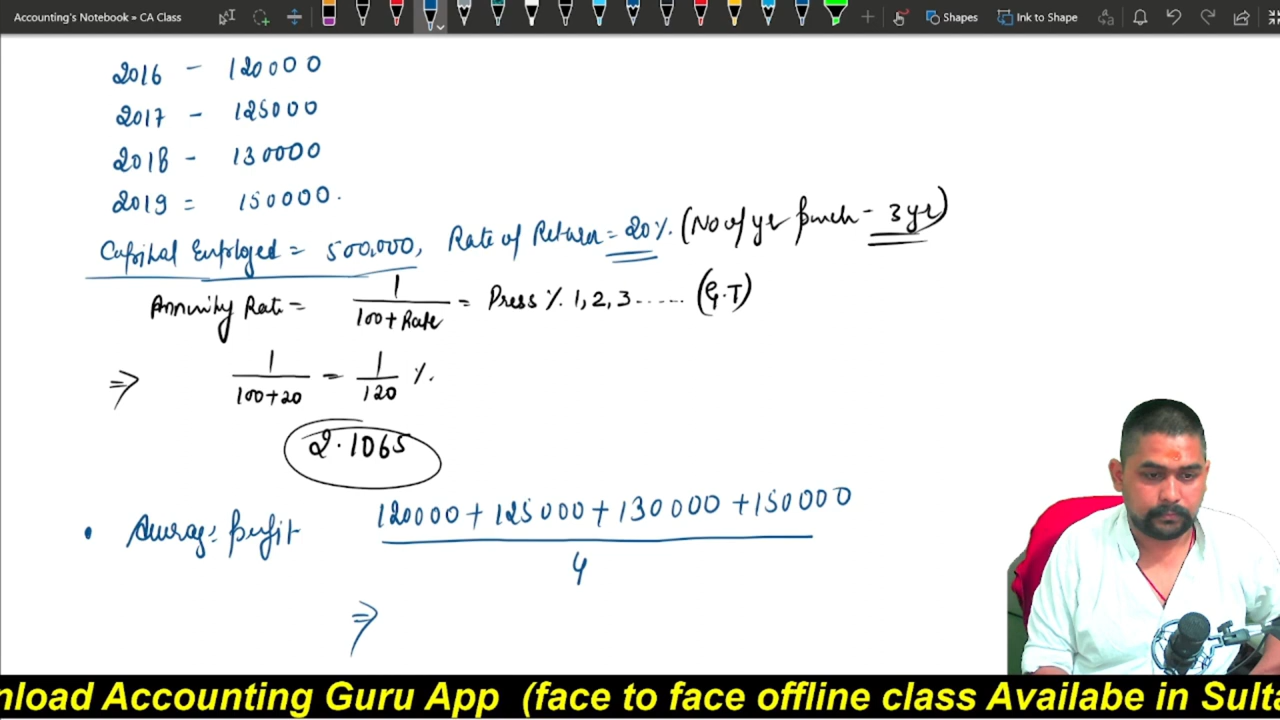 Accounting's Notebook » CA Class
Shapes
Ink to Shape
2016 - 120000
2017 - 125000
2018 - 130000
2019 = 150000.
Capital Employed = 500,000, Rate of Return = 20%. (No of yr purch - 3 yr)
Annuity Rate = 1 / 100 + Rate = Press %. 1, 2, 3 ...... (G.T)
⇒ 1 / 100+20 = 1 / 120 %.
2.1065
• Average profit 120000 + 125000 + 130000 + 150000
4
⇒
nload Accounting Guru App (face to face offline class Availabe in Sulta